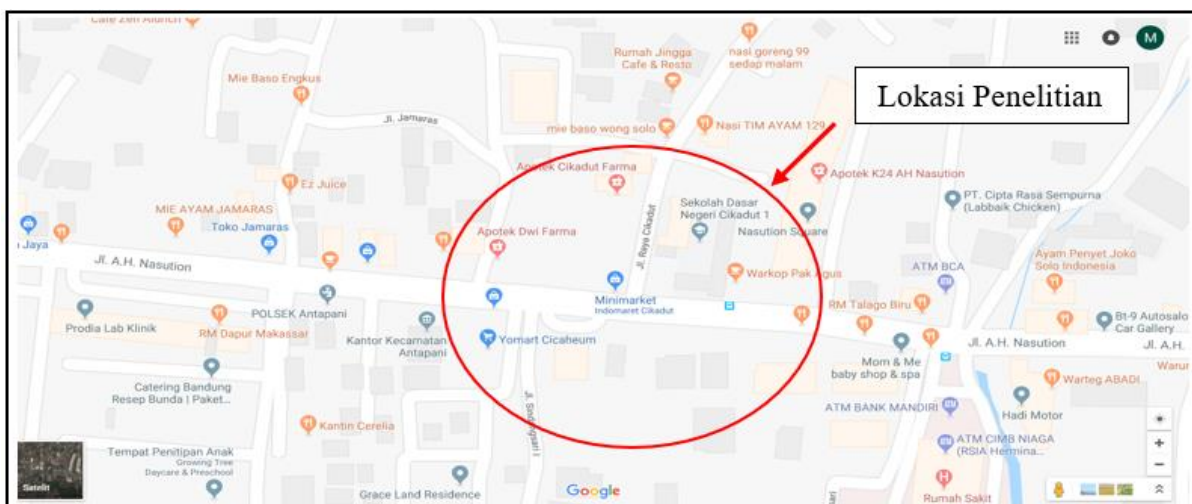 Cafe Zen Aluhch
Rumah Jingga
Cafe & Resto
nasi goreng 99
sedap malam
M
Lokasi Penelitian
Mie Baso Engkus
Jl. Jamaras
mie baso wong solo
Nasi TIM AYAM 129
Apotek Cikadut Farma
Apotek K24 AH Nasution
Ez Juice
Sekolah Dasar
Negeri Cikadut 1
PT. Cipta Rasa Sempurna
(Labbaik Chicken)
MIE AYAM JAMARAS
Toko Jamaras
Apotek Dwi Farma
Jl. Raya Cikadut
Nasution Square
Jaya
Jl. A.H. Nasution
Warkop Pak Agus
ATM BCA
Ayam Penyet Joko
Solo Indonesia
POLSEK Antapani
Minimarket
Indomaret Cikadut
RM Talago Biru
Prodia Lab Klinik
RM Dapur Makassar
Kantor Kecamatan
Antapani
Yomart Cicaheum
Bt-9 Autosalo
Car Gallery
Jl. A.H. Nasution
Jl. A.H.
Mom & Me
baby shop & spa
Warun
Catering Bandung
Resep Bunda | Paket...
Jl. Sindangsari I
Warteg ABADI
ATM BANK MANDIRI
Hadi Motor
Kantin Cerelia
Tempat Penitipan Anak
Growing Tree
Daycare & Preschool
ATM CIMB NIAGA
(RSIA Hermina...
Satelit
Grace Land Residence
Google
Rumah Sakit